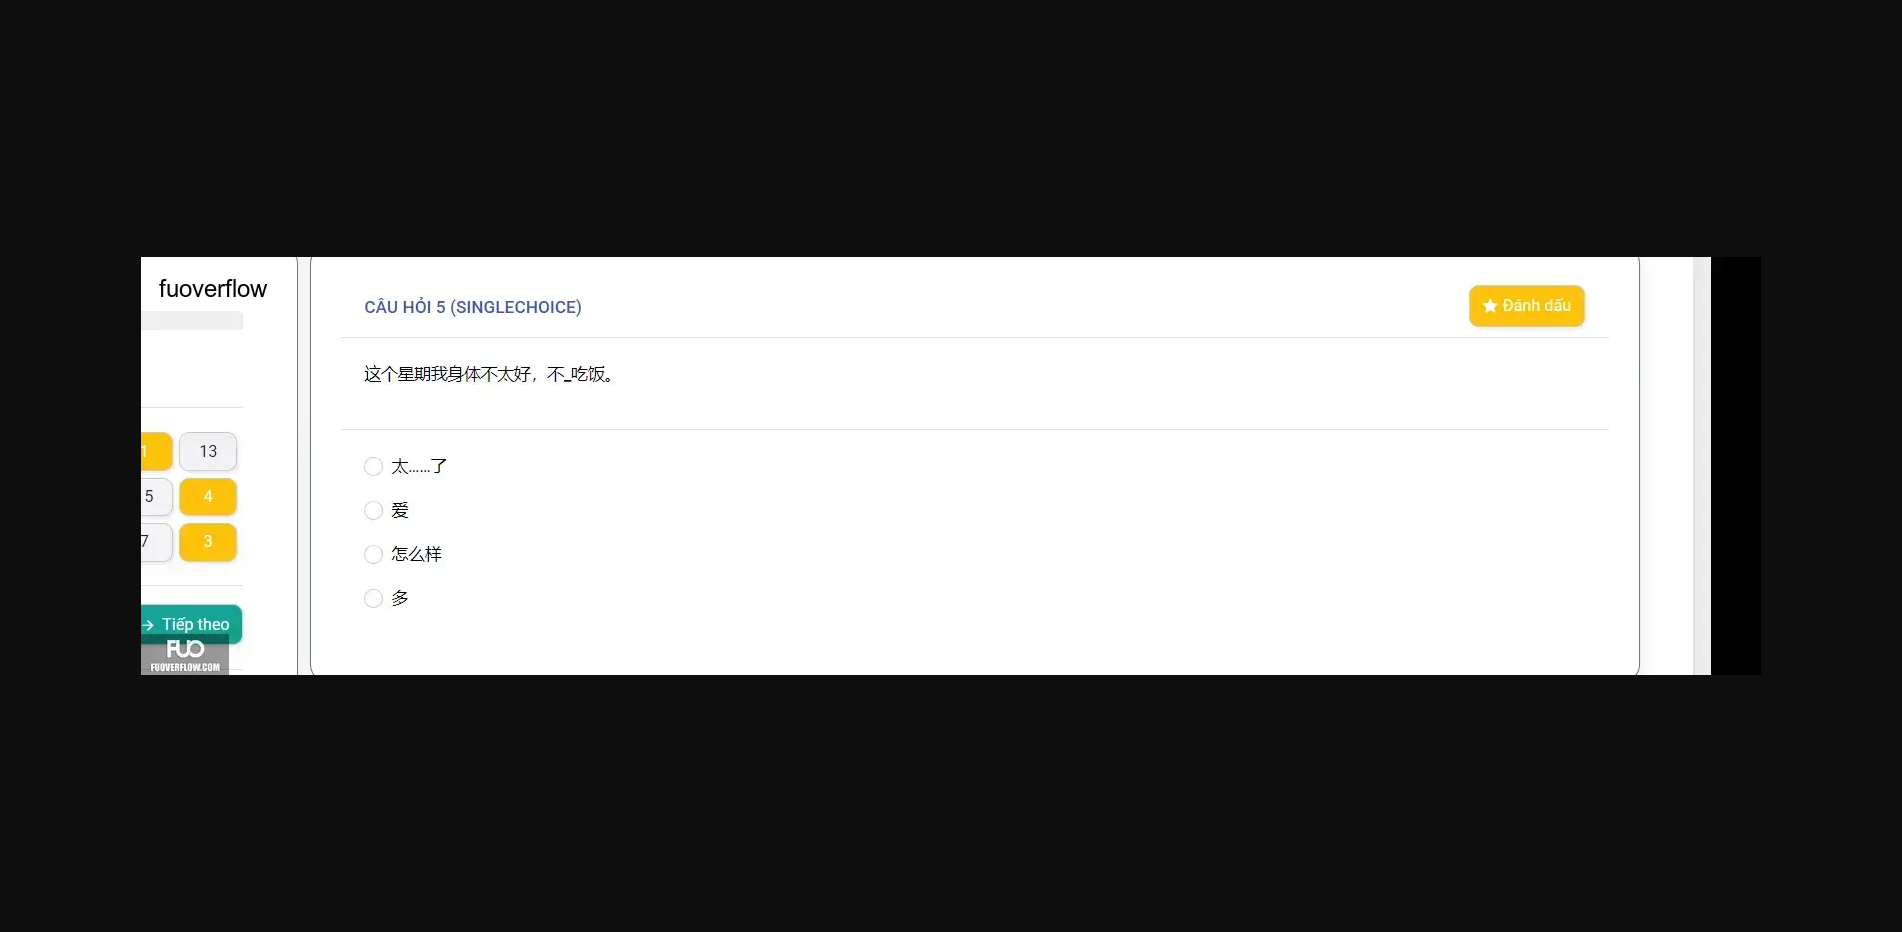 fuoverflow
CÂU HỎI 5 (SINGLECHOICE)
Đánh dấu
这个星期我身体不太好，不_吃饭。
1 13
5 4
7 3
太……了
爱
怎么样
多
Tiếp theo
FUO
FUOVERFLOW.COM